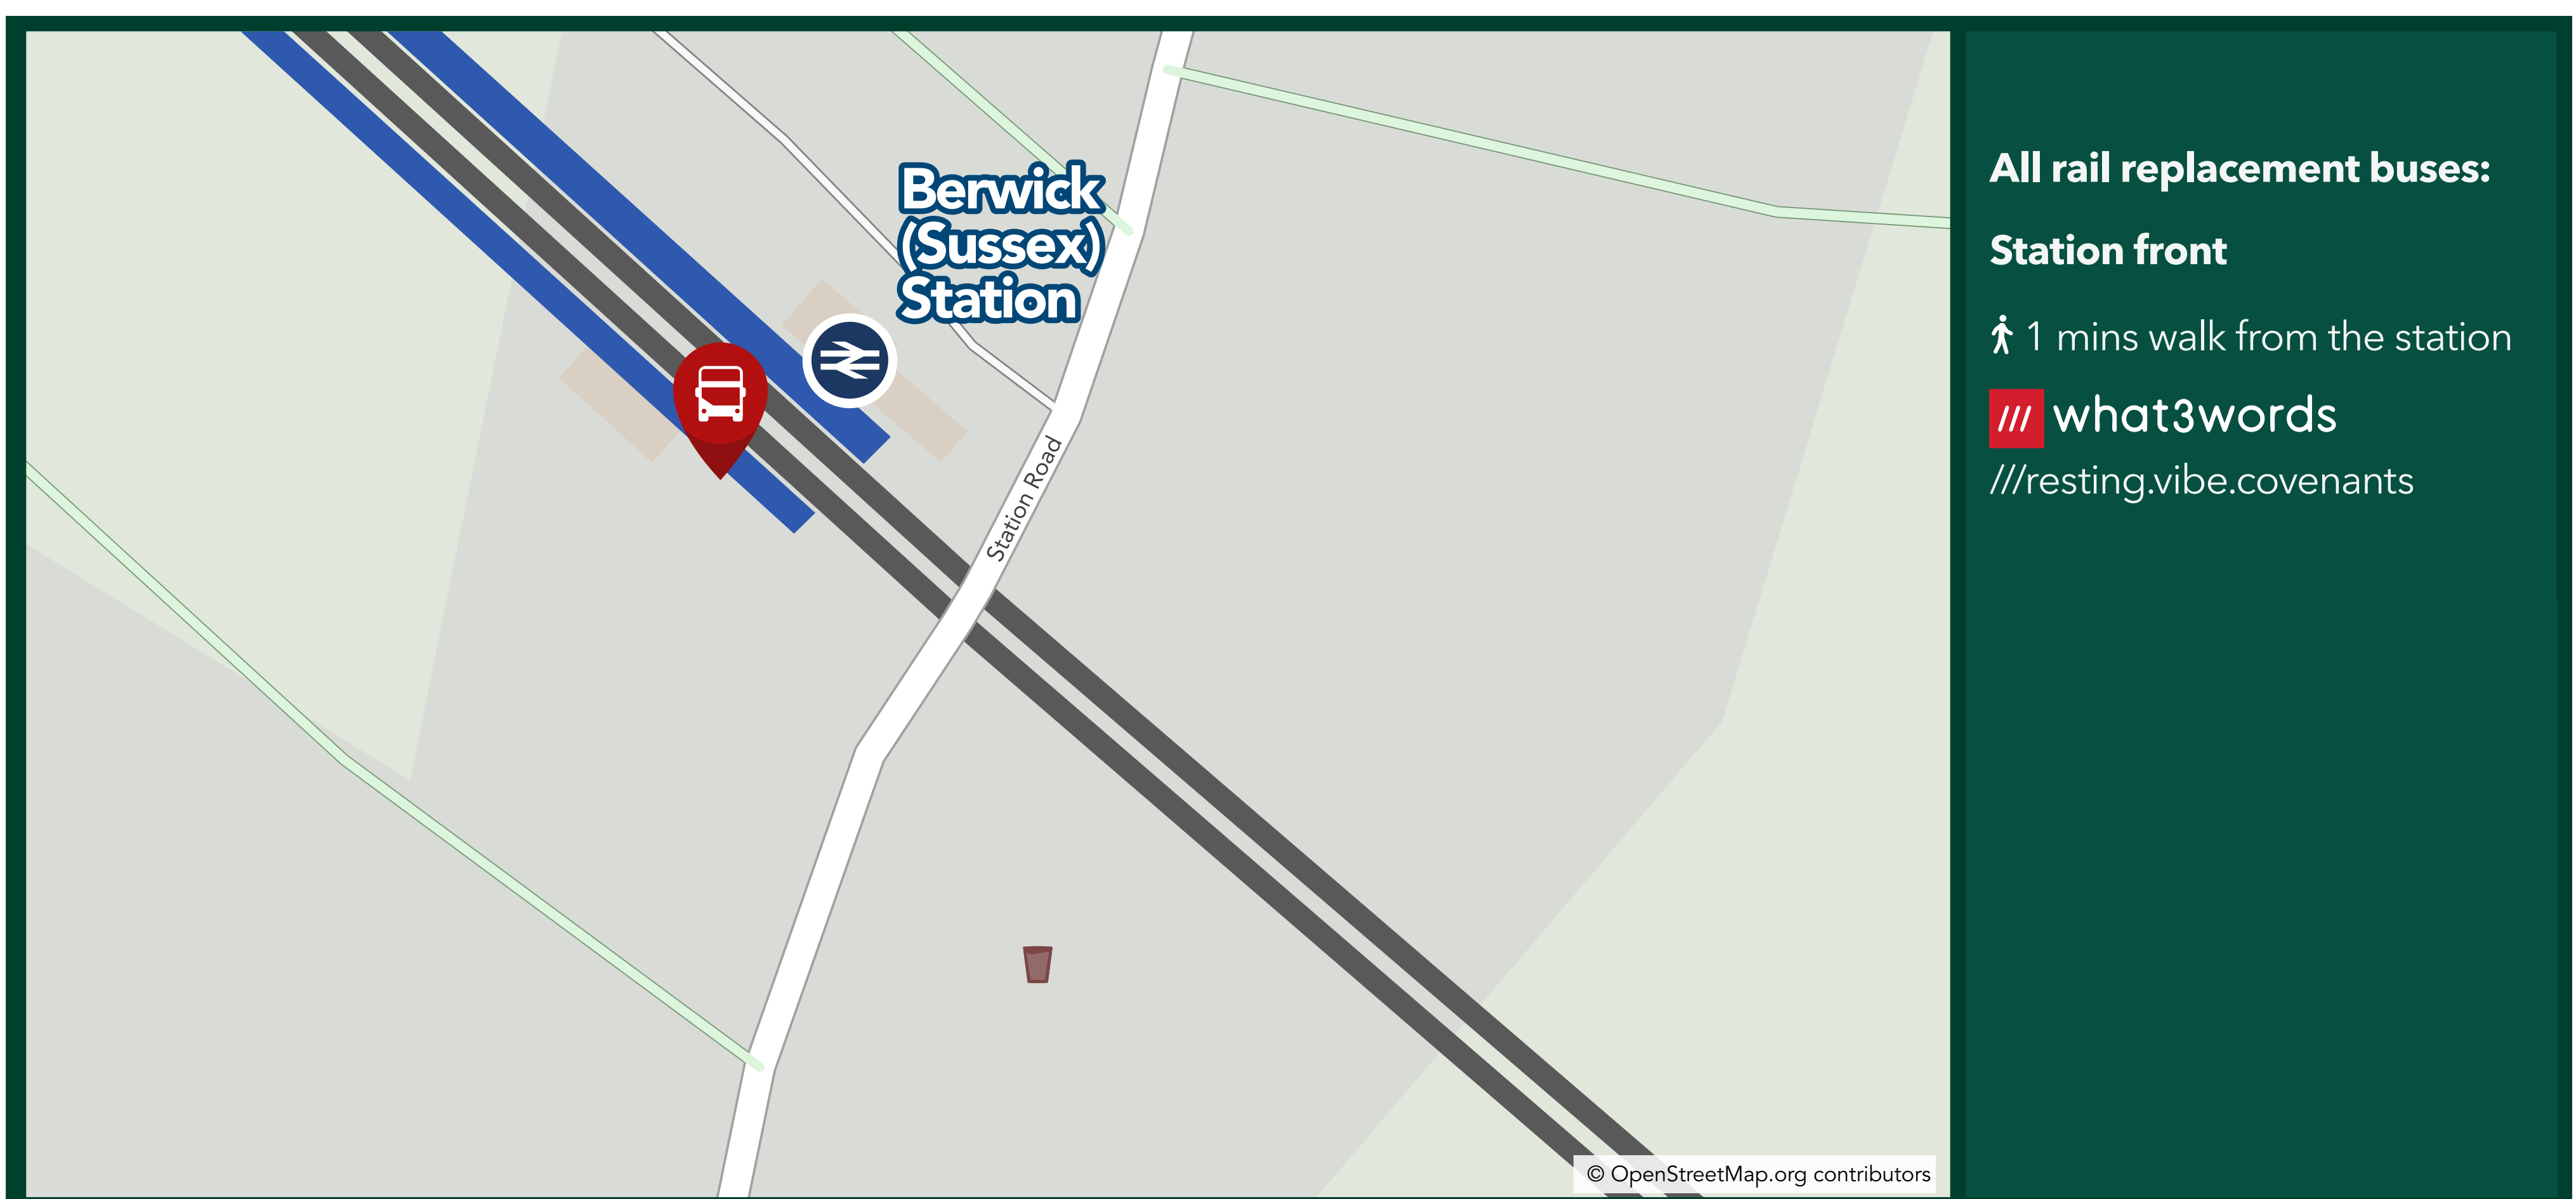 Berwick
(Sussex)
Station
Station Road
© OpenStreetMap.org contributors
All rail replacement buses:
Station front
1 mins walk from the station
/// what3words
///resting.vibe.covenants